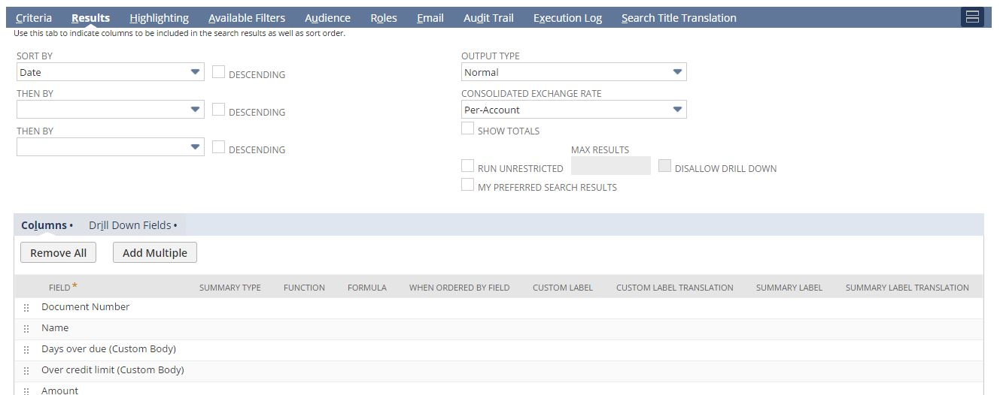 Criteria Results Highlighting Available Filters Audience Roles Email Audit Trail Execution Log Search Title Translation
Use this tab to indicate columns to be included in the search results as well as sort order.
SORT BY
Date
DESCENDING
THEN BY
DESCENDING
THEN BY
DESCENDING
OUTPUT TYPE
Normal
CONSOLIDATED EXCHANGE RATE
Per-Account
SHOW TOTALS
MAX RESULTS
RUN UNRESTRICTED
DISALLOW DRILL DOWN
MY PREFERRED SEARCH RESULTS
Columns • Drill Down Fields •
Remove All Add Multiple
FIELD * SUMMARY TYPE FUNCTION FORMULA WHEN ORDERED BY FIELD CUSTOM LABEL CUSTOM LABEL TRANSLATION SUMMARY LABEL SUMMARY LABEL TRANSLATION
Document Number
Name
Days over due (Custom Body)
Over credit limit (Custom Body)
Amount